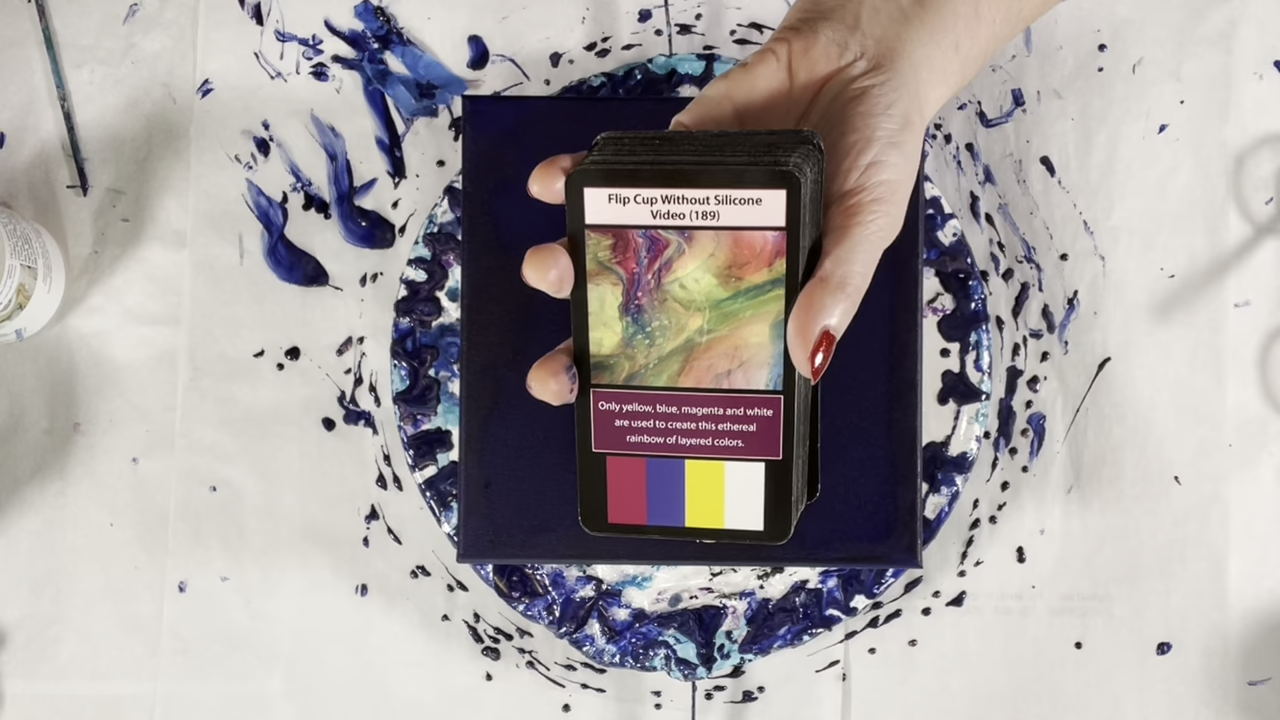 Flip Cup Without Silicone
Video (189)
Only yellow, blue, magenta and white
are used to create this ethereal
rainbow of layered colors.